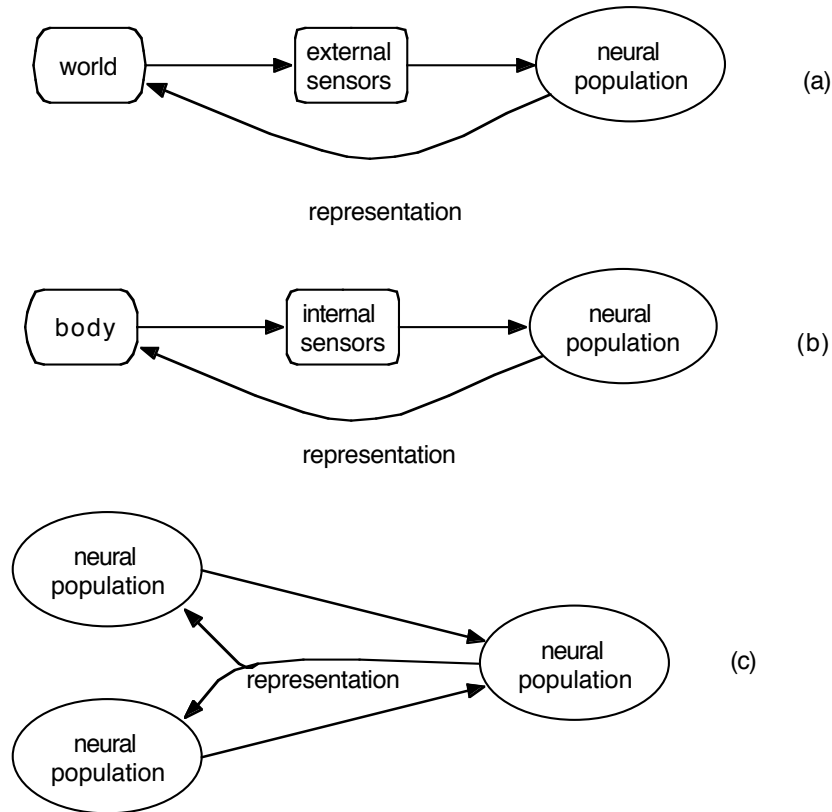 world
external
sensors
neural
population
(a)
representation
body
internal
sensors
neural
population
(b)
representation
neural
population
neural
population
(c)
representation
neural
population